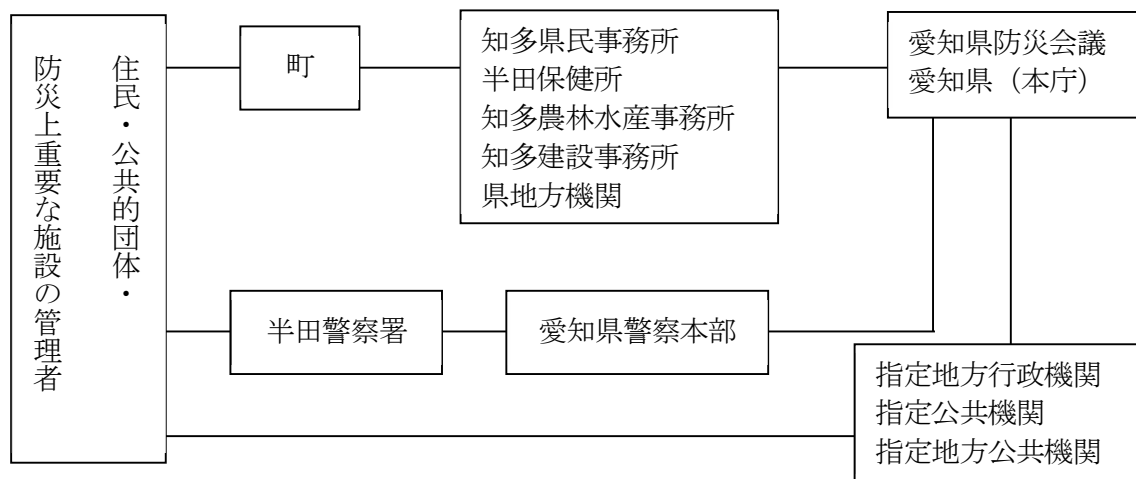 住民・公共的団体・
防災上重要な施設の管理者
町
知多県民事務所
半田保健所
知多農林水産事務所
知多建設事務所
県地方機関
愛知県防災会議
愛知県（本庁）
半田警察署
愛知県警察本部
指定地方行政機関
指定公共機関
指定地方公共機関